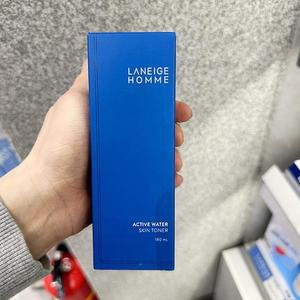 LANEIGE
HOMME
ACTIVE WATER
SKIN TONER
180 mL